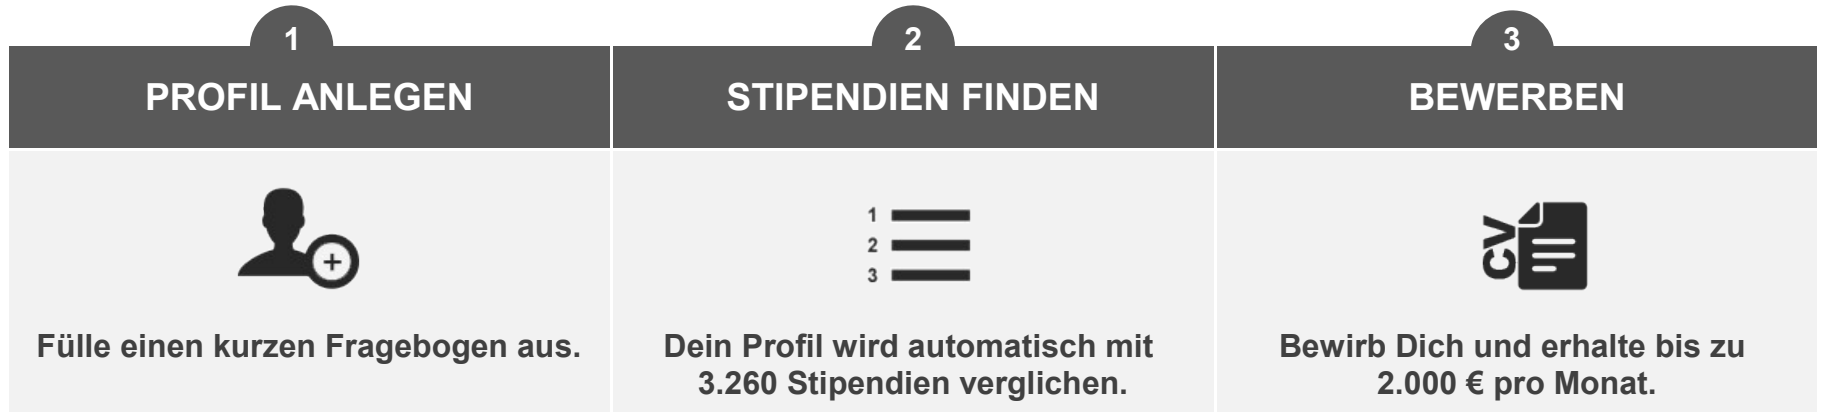 1
PROFIL ANLEGEN
Fülle einen kurzen Fragebogen aus.
2
STIPENDIEN FINDEN
1
2
3
Dein Profil wird automatisch mit
3.260 Stipendien verglichen.
3
BEWERBEN
CV
Bewirb Dich und erhalte bis zu
2.000 € pro Monat.